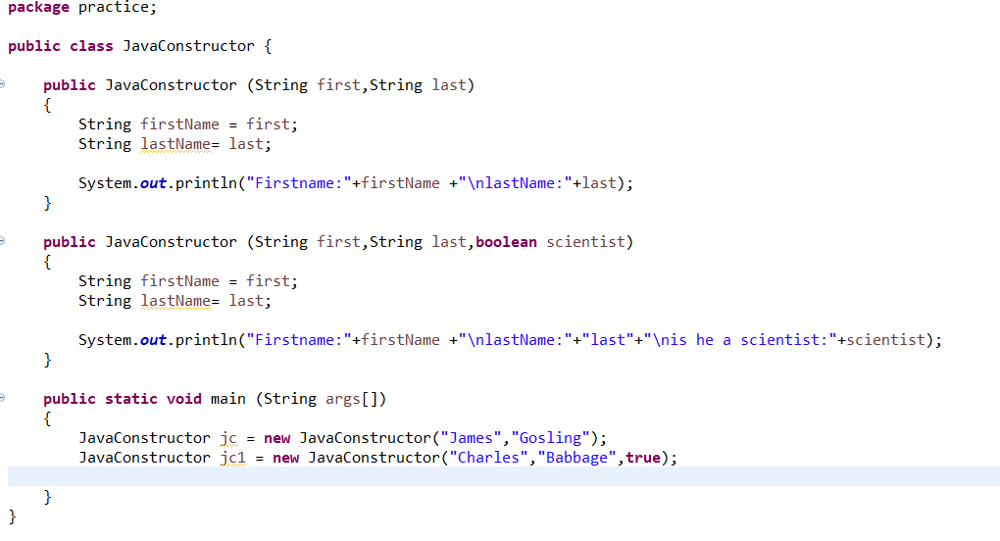 package practice;
public class JavaConstructor {
public JavaConstructor (String first,String last)
{
String firstName = first;
String lastName= last;
System.out.println("Firstname:"+firstName +"\nlastName:"+last);
}
public JavaConstructor (String first,String last,boolean scientist)
{
String firstName = first;
String lastName= last;
System.out.println("Firstname:"+firstName +"\nlastName:"+"last"+"\nis he a scientist:"+scientist);
}
public static void main (String args[])
{
JavaConstructor jc = new JavaConstructor("James","Gosling");
JavaConstructor jc1 = new JavaConstructor("Charles","Babbage",true);
}
}